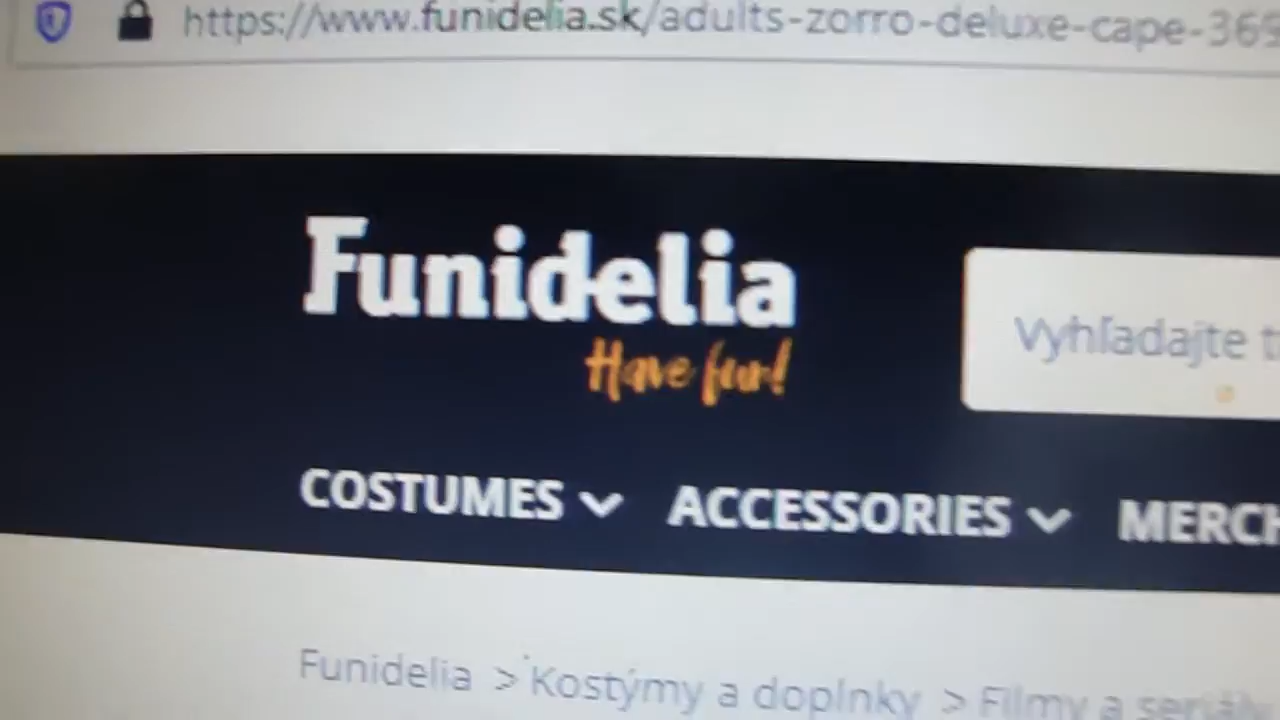 https://www.funidelia.sk/adults-zorro-deluxe-cape-369
Funidelia
Have fun!
Vyhľadajte t
COSTUMES ACCESSORIES MERCH
Funidelia > Kostýmy a doplnky > Filmy a seriály